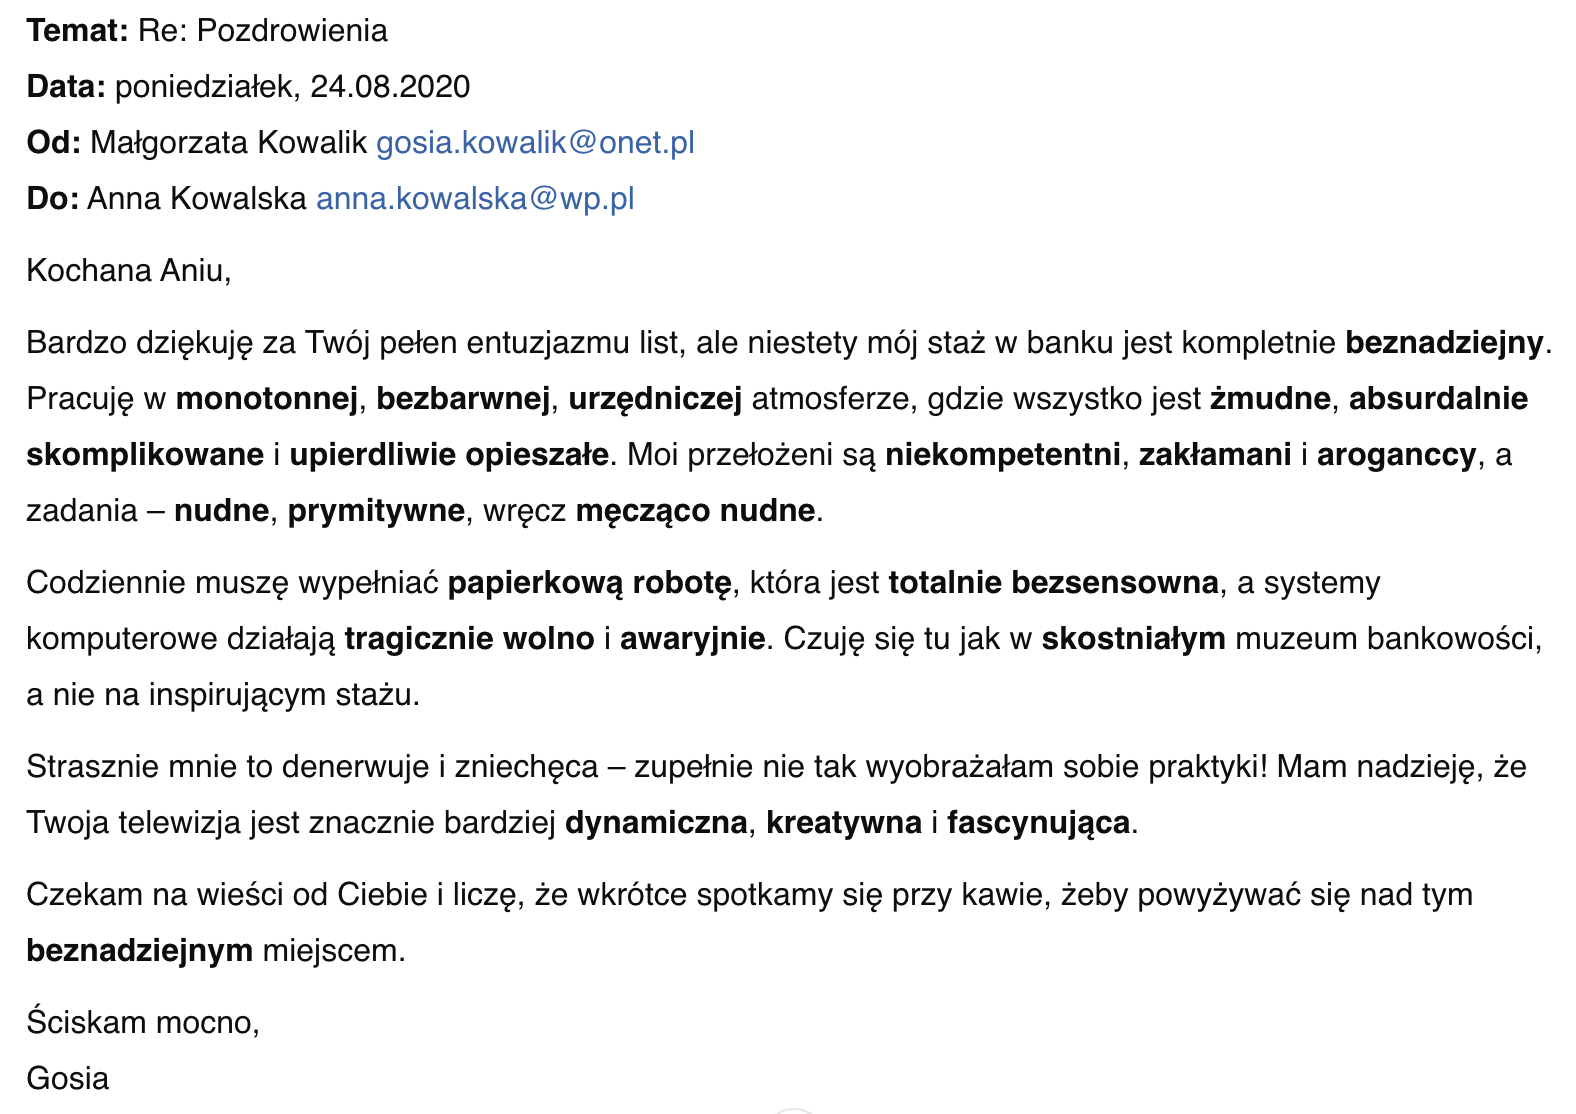 Temat: Re: Pozdrowienia
Data: poniedziałek, 24.08.2020
Od: Małgorzata Kowalik gosia.kowalik@onet.pl
Do: Anna Kowalska anna.kowalska@wp.pl
Kochana Aniu,
Bardzo dziękuję za Twój pełen entuzjazmu list, ale niestety mój staż w banku jest kompletnie beznadziejny.
Pracuję w monotonnej, bezbarwnej, urzędniczej atmosferze, gdzie wszystko jest żmudne, absurdalnie
skomplikowane i upierdliwie opieszałe. Moi przełożeni są niekompetentni, zakłamani i aroganccy, a
zadania – nudne, prymitywne, wręcz męcząco nudne.
Codziennie muszę wypełniać papierkową robotę, która jest totalnie bezsensowna, a systemy
komputerowe działają tragicznie wolno i awaryjnie. Czuję się tu jak w skostniałym muzeum bankowości,
a nie na inspirującym stażu.
Strasznie mnie to denerwuje i zniechęca – zupełnie nie tak wyobrażałam sobie praktyki! Mam nadzieję, że
Twoja telewizja jest znacznie bardziej dynamiczna, kreatywna i fascynująca.
Czekam na wieści od Ciebie i liczę, że wkrótce spotkamy się przy kawie, żeby powyżywać się nad tym
beznadziejnym miejscem.
Ściskam mocno,
Gosia